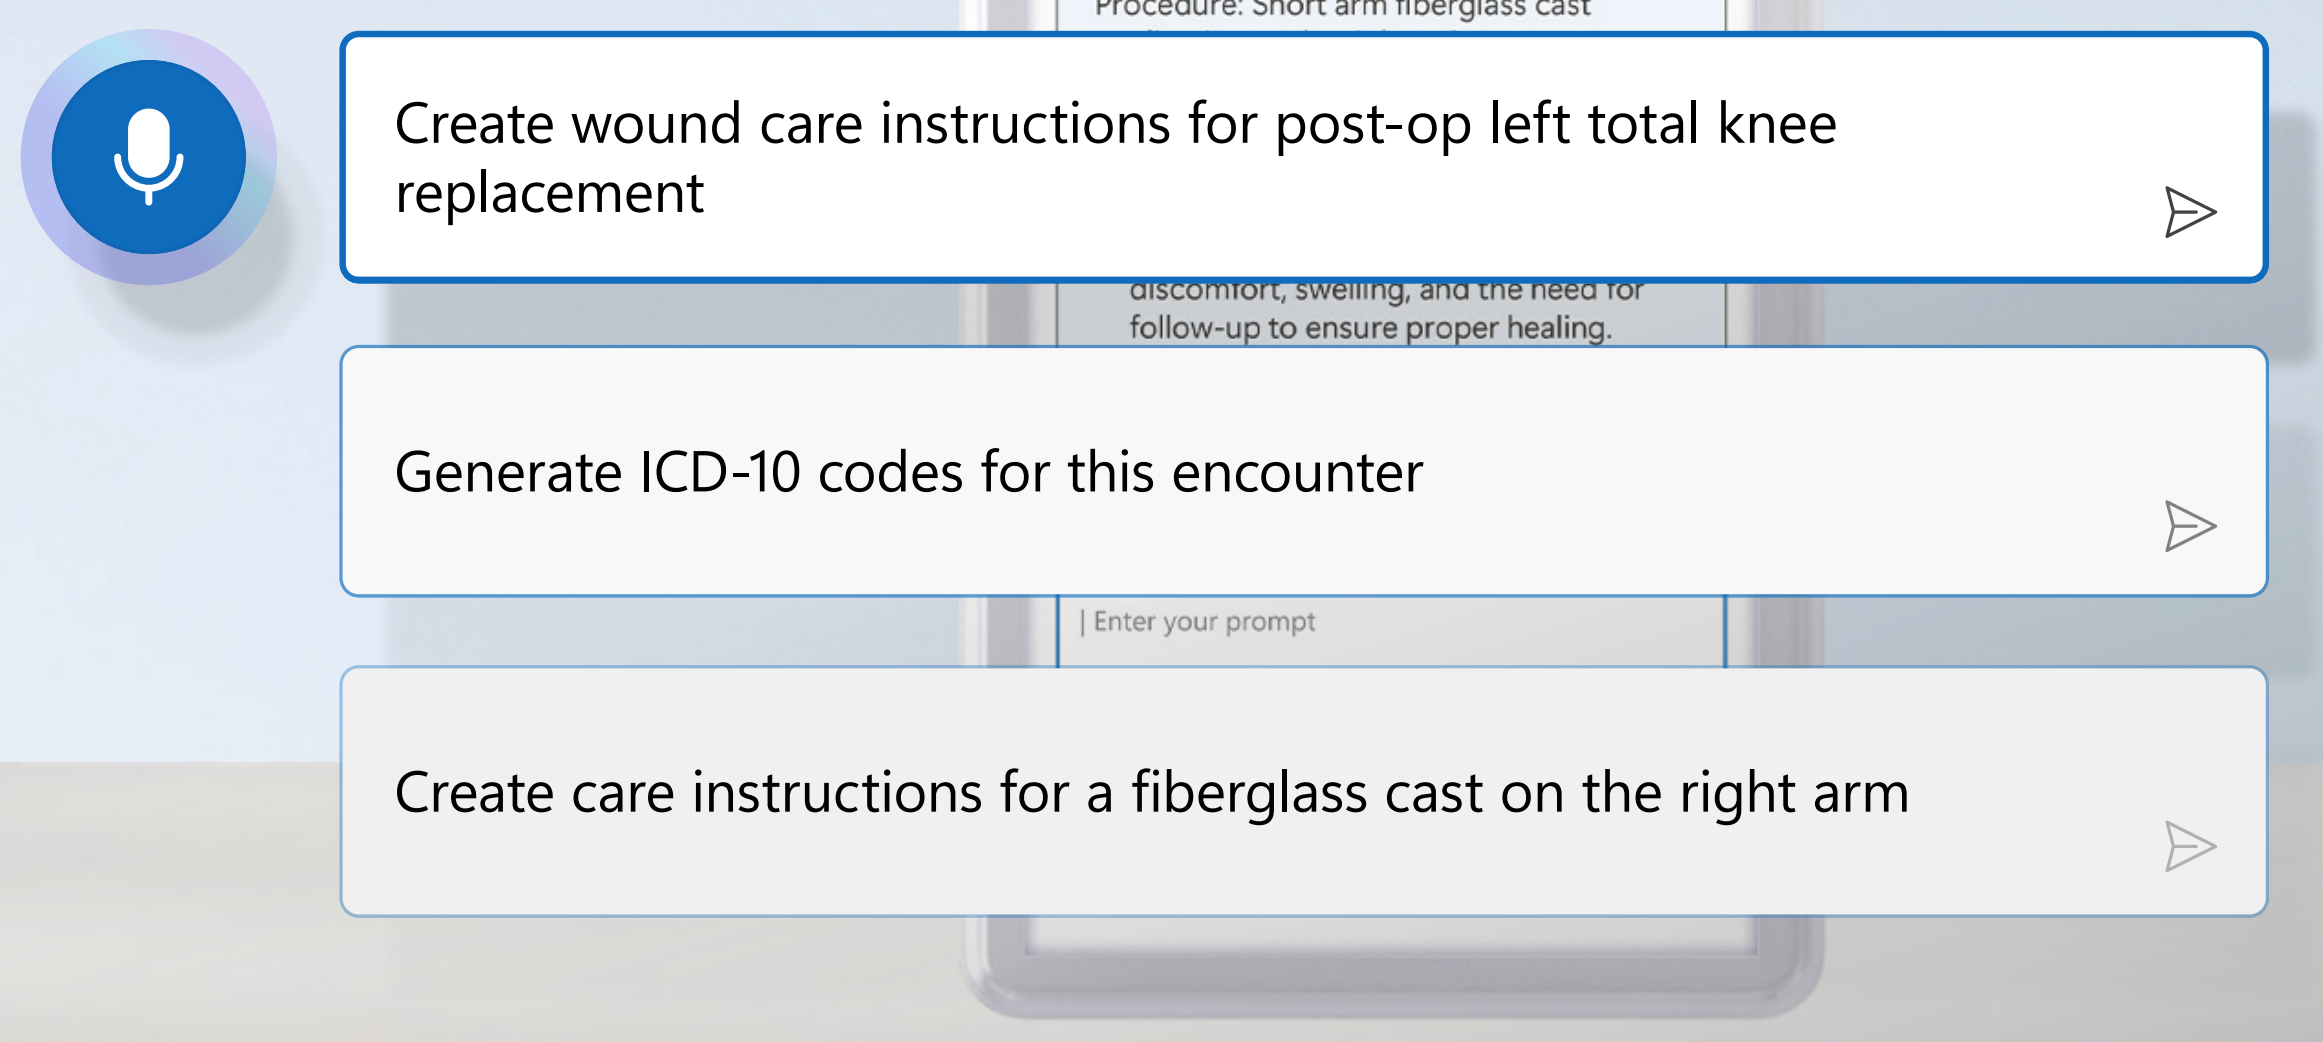 Procedure: Short arm fiberglass cast
Create wound care instructions for post-op left total knee
replacement
discomfort, swelling, and the need for
follow-up to ensure proper healing.
Generate ICD-10 codes for this encounter
| Enter your prompt
Create care instructions for a fiberglass cast on the right arm